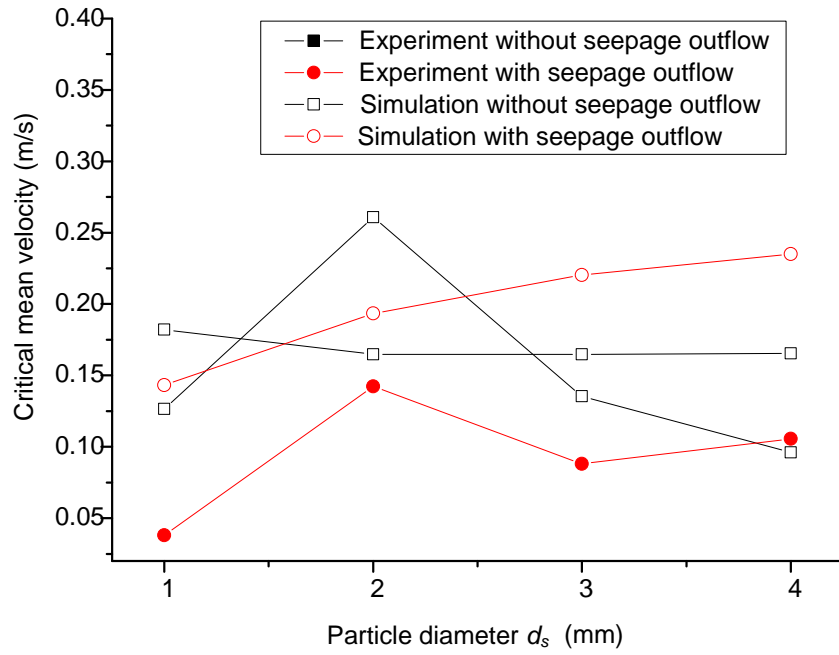 0.40
0.35
0.30
0.25
0.20
0.15
0.10
0.05
Critical mean velocity (m/s)
Experiment without seepage outflow
Experiment with seepage outflow
Simulation without seepage outflow
Simulation with seepage outflow
1 2 3 4
Particle diameter d_s (mm)